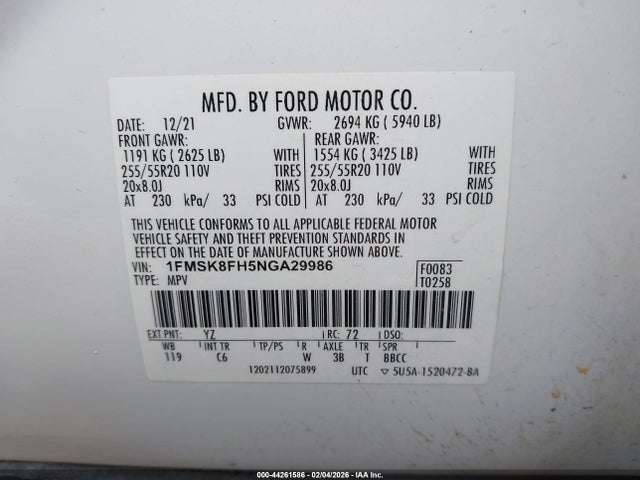 MFD. BY FORD MOTOR CO.
DATE: 12/21 GVWR: 2694 KG ( 5940 LB)
FRONT GAWR: REAR GAWR:
1191 KG ( 2625 LB) WITH 1554 KG ( 3425 LB) WITH
255/55R20 110V TIRES 255/55R20 110V TIRES
20x8.0J RIMS 20x8.0J RIMS
AT 230 kPa/ 33 PSI COLD AT 230 kPa/ 33 PSI COLD
THIS VEHICLE CONFORMS TO ALL APPLICABLE FEDERAL MOTOR
VEHICLE SAFETY AND THEFT PREVENTION STANDARDS IN
EFFECT ON THE DATE OF MANUFACTURE SHOWN ABOVE.
VIN: 1FMSK8FH5NGA29986 F0083
TYPE: MPV T0258
EXT PNT: YZ RC: 72 DSO:
WB INT TR TP/PS R AXLE TR SPR
119 C6 W 3B T BBCC
1202112075899 UTC ▽ 5U5A-1520472-BA
000-44261586 - 02/04/2026 - IAA Inc.